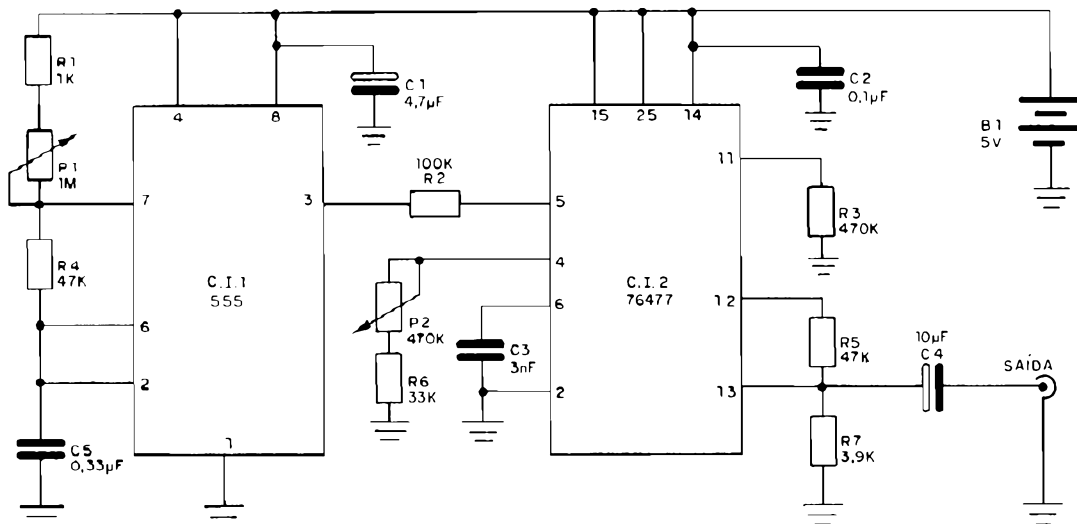 R1
1K
P1
1M
R4
47K
C5
0,33µF
4
8
7
3
6
2
1
C.I.1
555
C1
4,7µF
100K
R2
P2
470K
R6
33K
C3
3nF
15
25
14
5
4
6
2
11
12
13
C.I.2
76477
C2
0,1µF
R3
470K
R5
47K
R7
3,9K
10µF
C4
B1
5V
SAÍDA